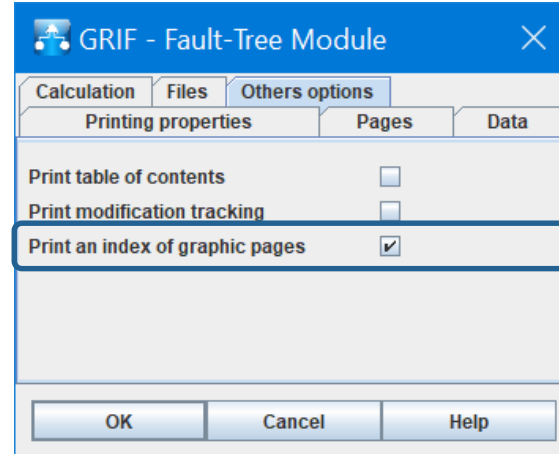 GRIF - Fault-Tree Module
Calculation Files Others options
Printing properties Pages Data
Print table of contents
Print modification tracking
Print an index of graphic pages
OK Cancel Help